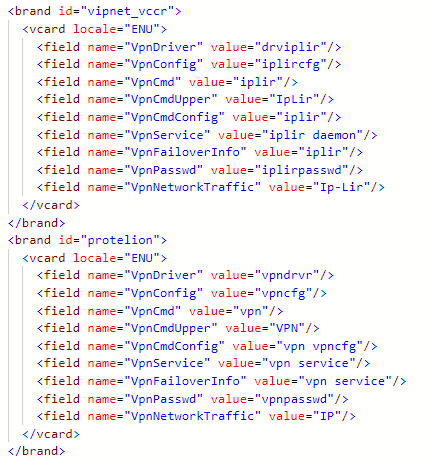 <brand id="vipnet_vccr">
<vcard locale="ENU">
<field name="VpnDriver" value="drviplir"/>
<field name="VpnConfig" value="iplircfg"/>
<field name="VpnCmd" value="iplir"/>
<field name="VpnCmdUpper" value="IpLir"/>
<field name="VpnCmdConfig" value="iplir"/>
<field name="VpnService" value="iplir daemon"/>
<field name="VpnFailoverInfo" value="iplir"/>
<field name="VpnPasswd" value="iplirpasswd"/>
<field name="VpnNetworkTraffic" value="Ip-Lir"/>
</vcard>
</brand>
<brand id="protelion">
<vcard locale="ENU">
<field name="VpnDriver" value="vpndrvr"/>
<field name="VpnConfig" value="vpncfg"/>
<field name="VpnCmd" value="vpn"/>
<field name="VpnCmdUpper" value="VPN"/>
<field name="VpnCmdConfig" value="vpn vpncfg"/>
<field name="VpnService" value="vpn service"/>
<field name="VpnFailoverInfo" value="vpn service"/>
<field name="VpnPasswd" value="vpnpasswd"/>
<field name="VpnNetworkTraffic" value="IP"/>
</vcard>
</brand>